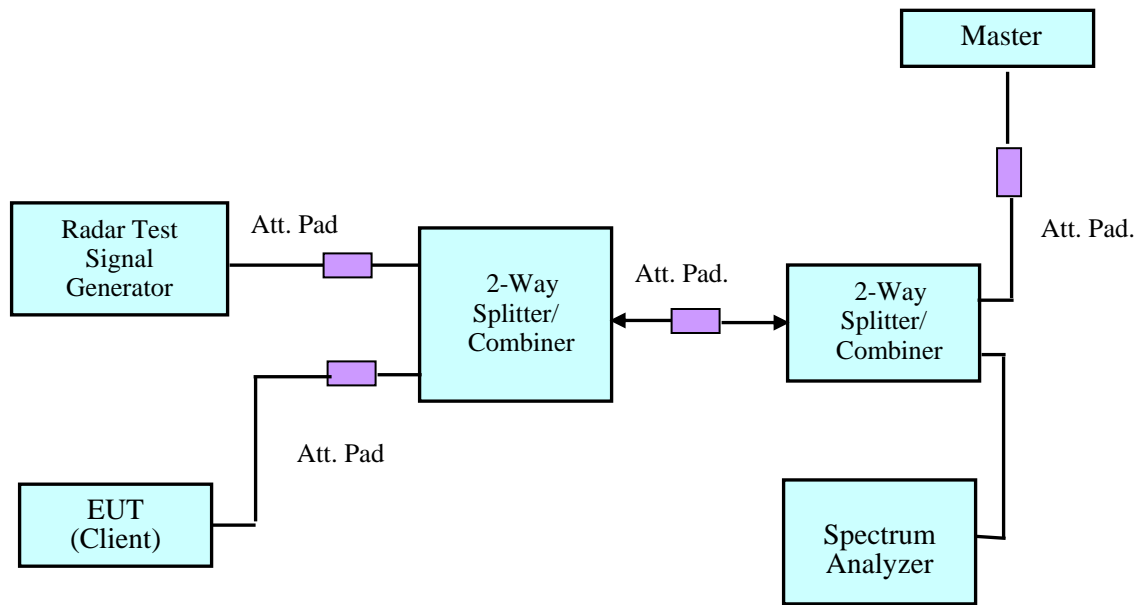 Master
Radar Test
Signal
Generator
Att. Pad
2-Way
Splitter/
Combiner
Att. Pad.
2-Way
Splitter/
Combiner
Att. Pad.
Att. Pad
EUT
(Client)
Spectrum
Analyzer